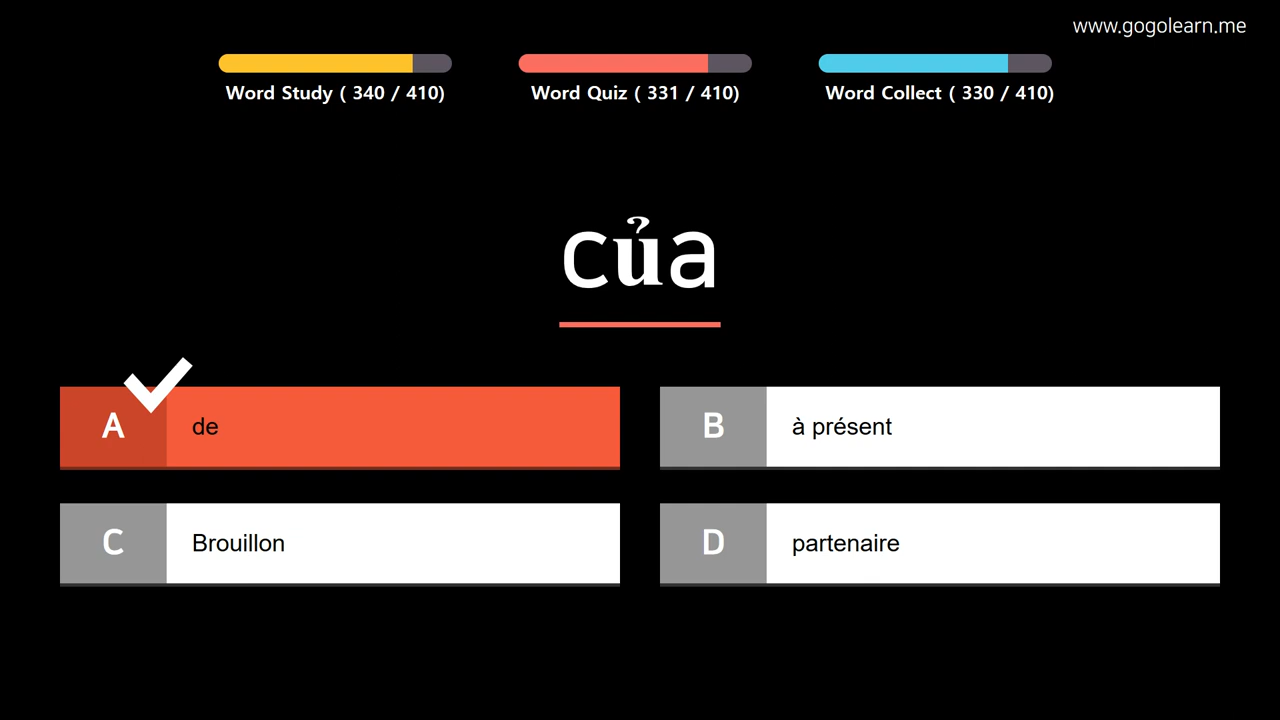 www.gogolearn.me
Word Study ( 340 / 410)
Word Quiz ( 331 / 410)
Word Collect ( 330 / 410)
của
A de
B à présent
C Brouillon
D partenaire